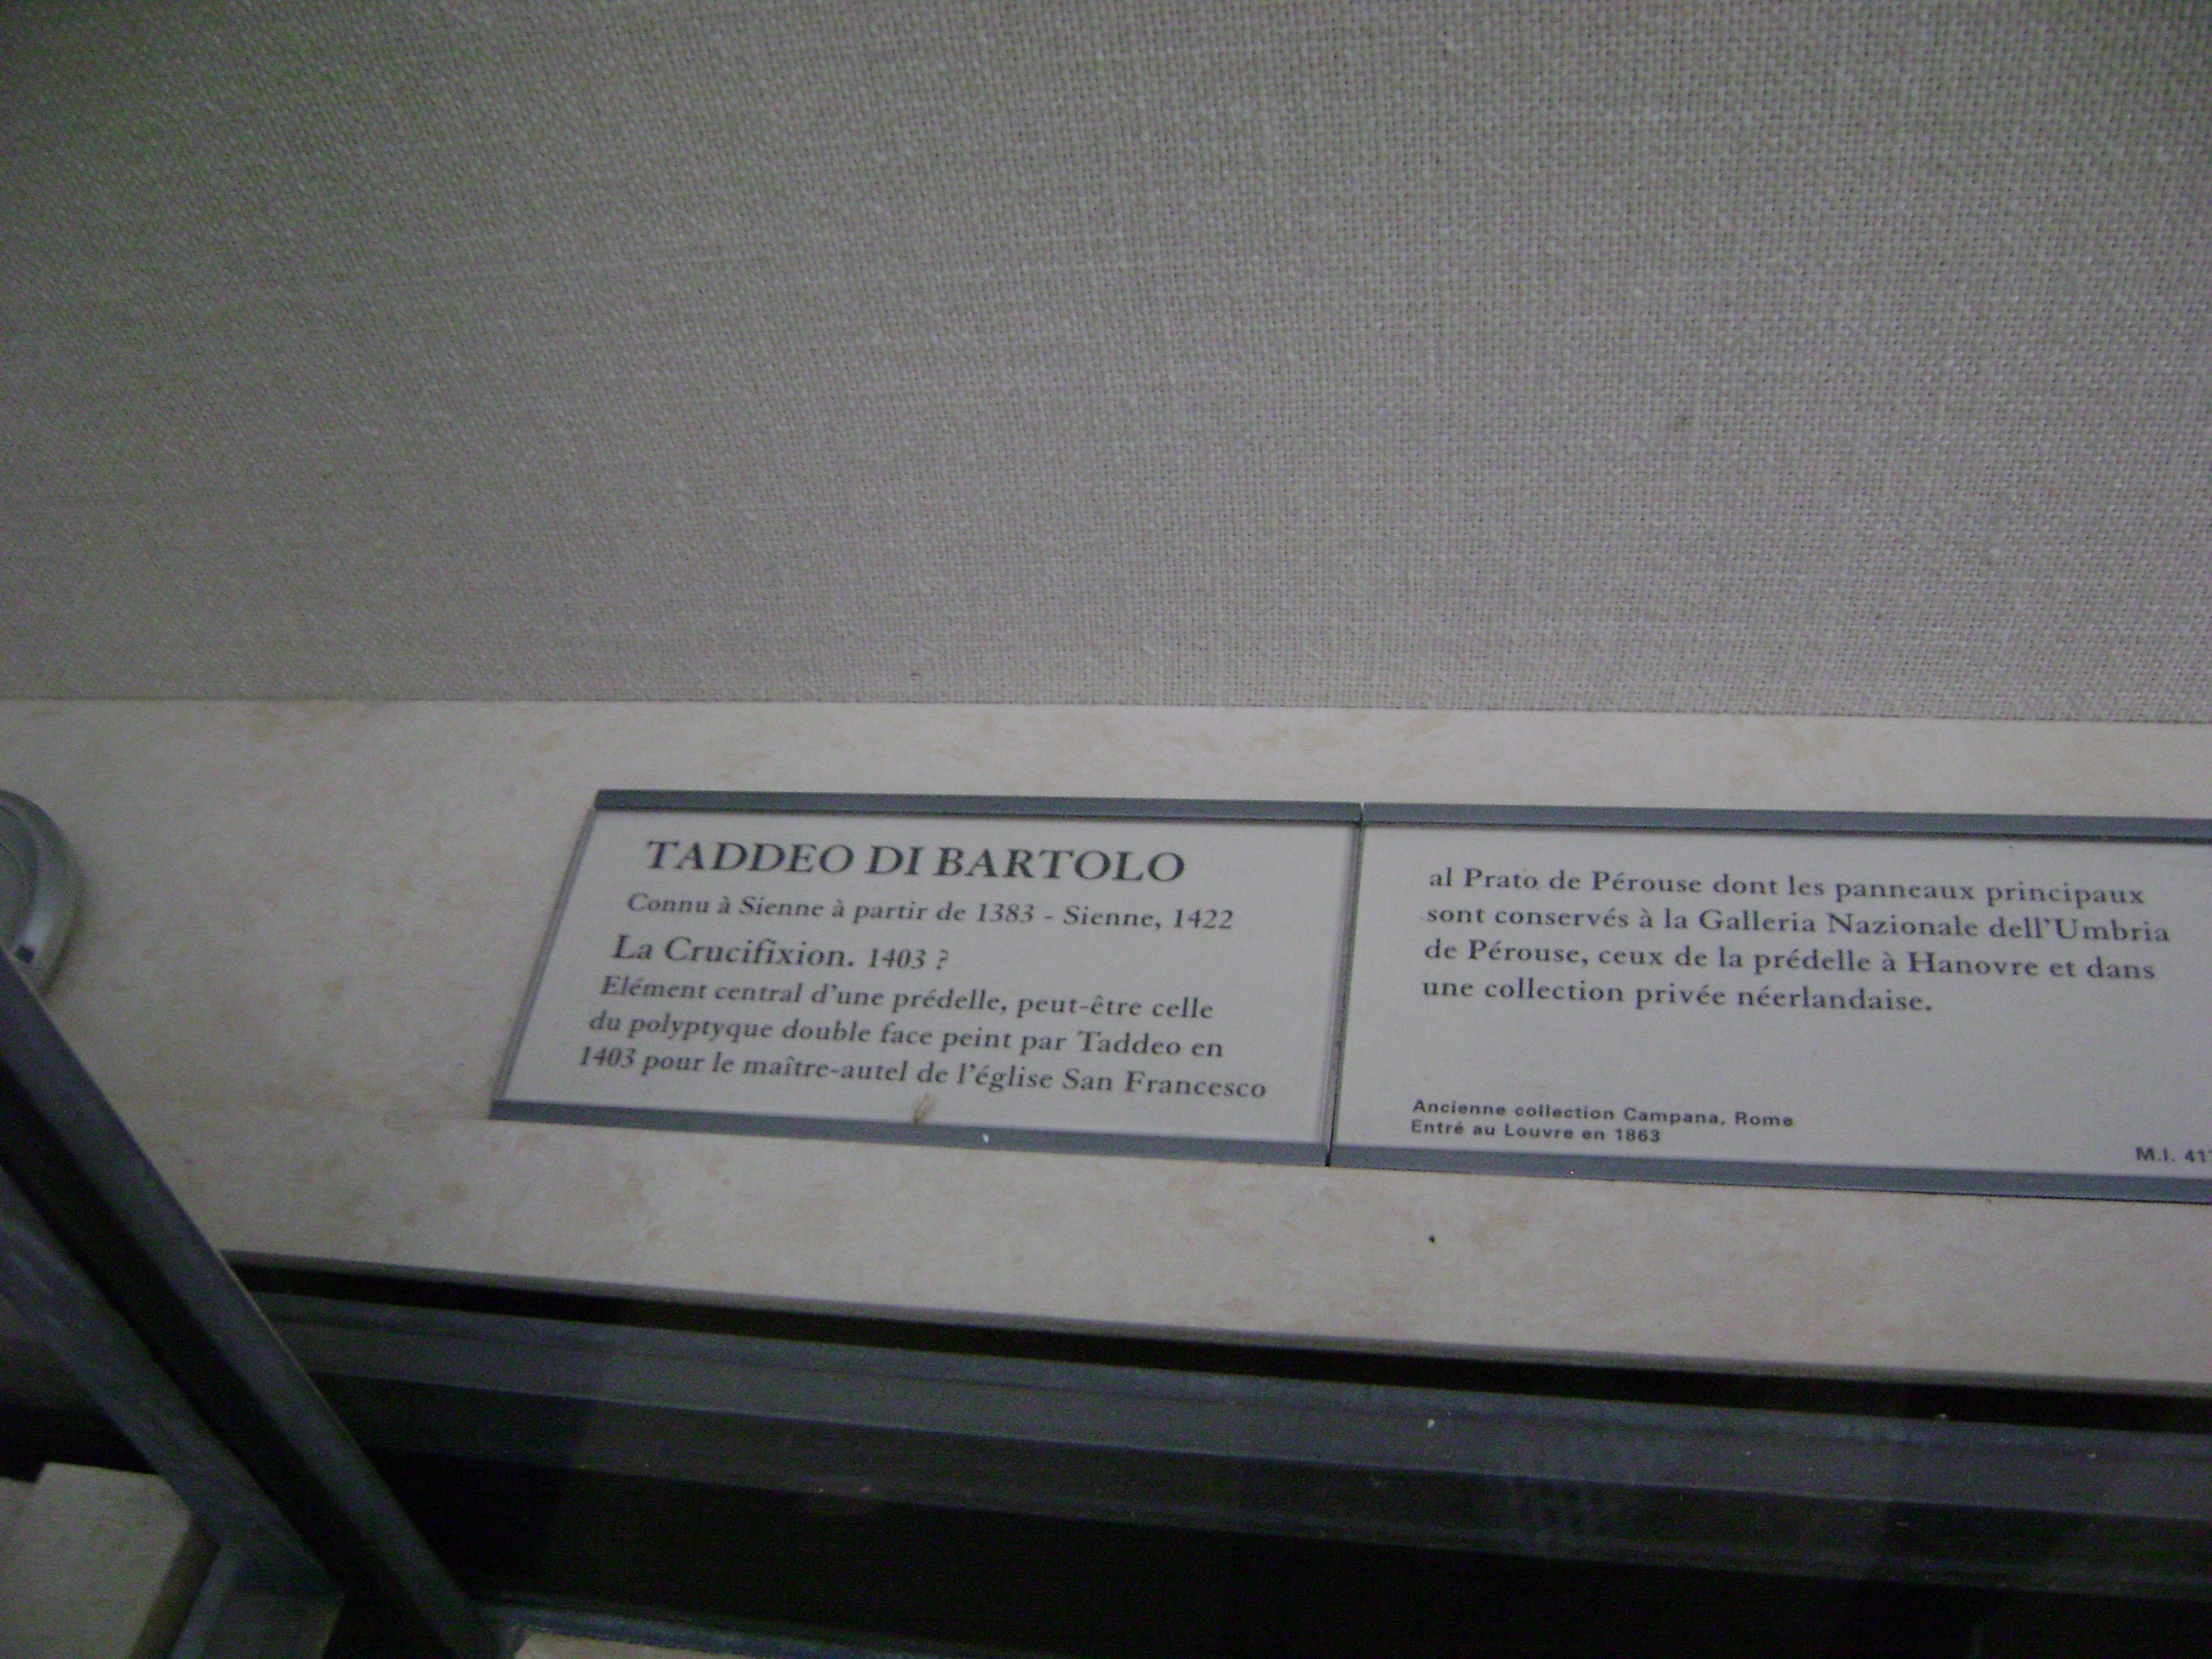 TADDEO DI BARTOLO
Connu à Sienne à partir de 1383 - Sienne, 1422
La Crucifixion. 1403 ?
Elément central d'une prédelle, peut-être celle
du polyptyque double face peint par Taddeo en
1403 pour le maître-autel de l'église San Francesco
al Prato de Pérouse dont les panneaux principaux
sont conservés à la Galleria Nazionale dell'Umbria
de Pérouse, ceux de la prédelle à Hanovre et dans
une collection privée néerlandaise.
Ancienne collection Campana, Rome
Entré au Louvre en 1863
M.I.